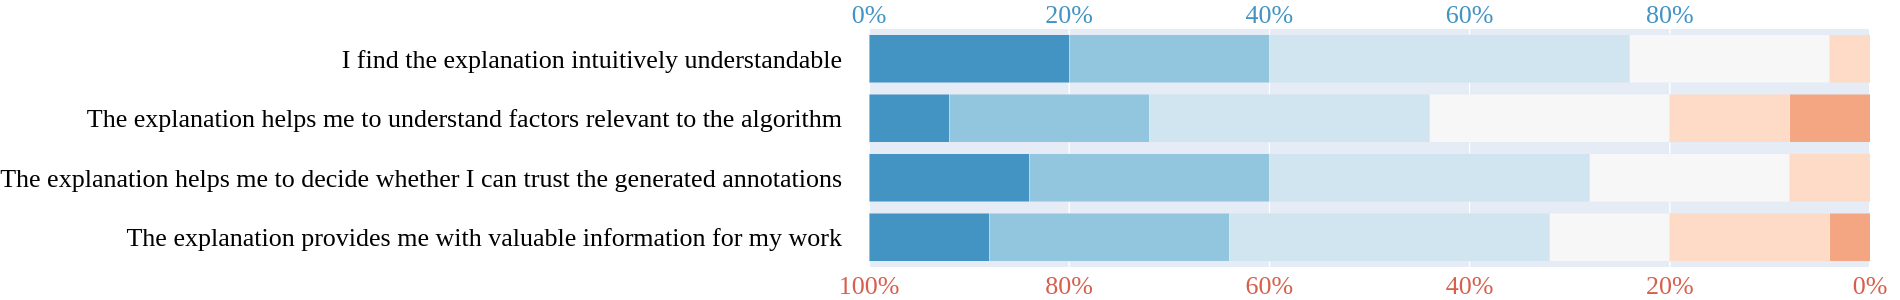 0% 20% 40% 60% 80%
I find the explanation intuitively understandable
The explanation helps me to understand factors relevant to the algorithm
The explanation helps me to decide whether I can trust the generated annotations
The explanation provides me with valuable information for my work
100% 80% 60% 40% 20% 0%